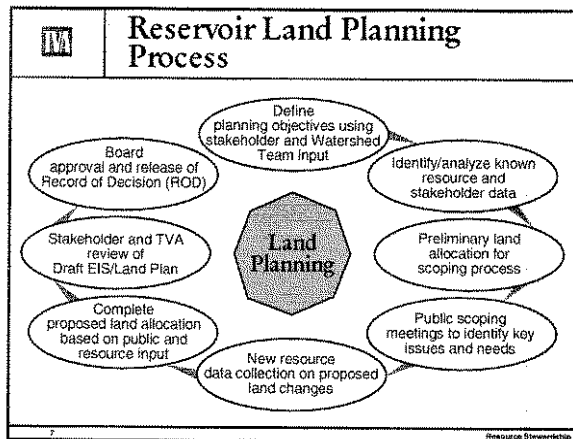 TVA
Reservoir Land Planning
Process
Define
planning objectives using
stakeholder and Watershed
Team Input
Identify/analyze known
resource and
stakeholder data
Preliminary land
allocation for
scoping process
Public scoping
meetings to identify key
issues and needs
New resource
data collection on proposed
land changes
Complete
proposed land allocation
based on public and
resource input
Stakeholder and TVA
review of
Draft EIS/Land Plan
Board
approval and release of
Record of Decision (ROD)
Land
Planning
7
Resource Stewardship